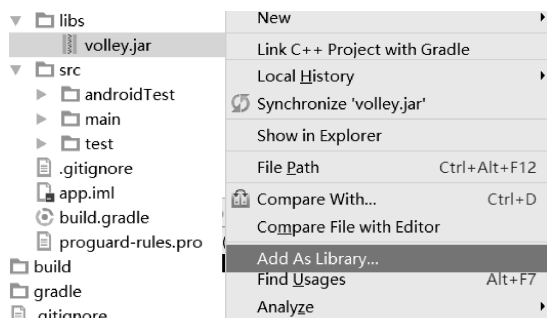 libs
volley.jar
src
androidTest
main
test
.gitignore
app.iml
build.gradle
proguard-rules.pro
build
gradle
.gitignore
New
Link C++ Project with Gradle
Local History
Synchronize 'volley.jar'
Show in Explorer
File Path Ctrl+Alt+F12
Compare With... Ctrl+D
Compare File with Editor
Add As Library...
Find Usages Alt+F7
Analyze